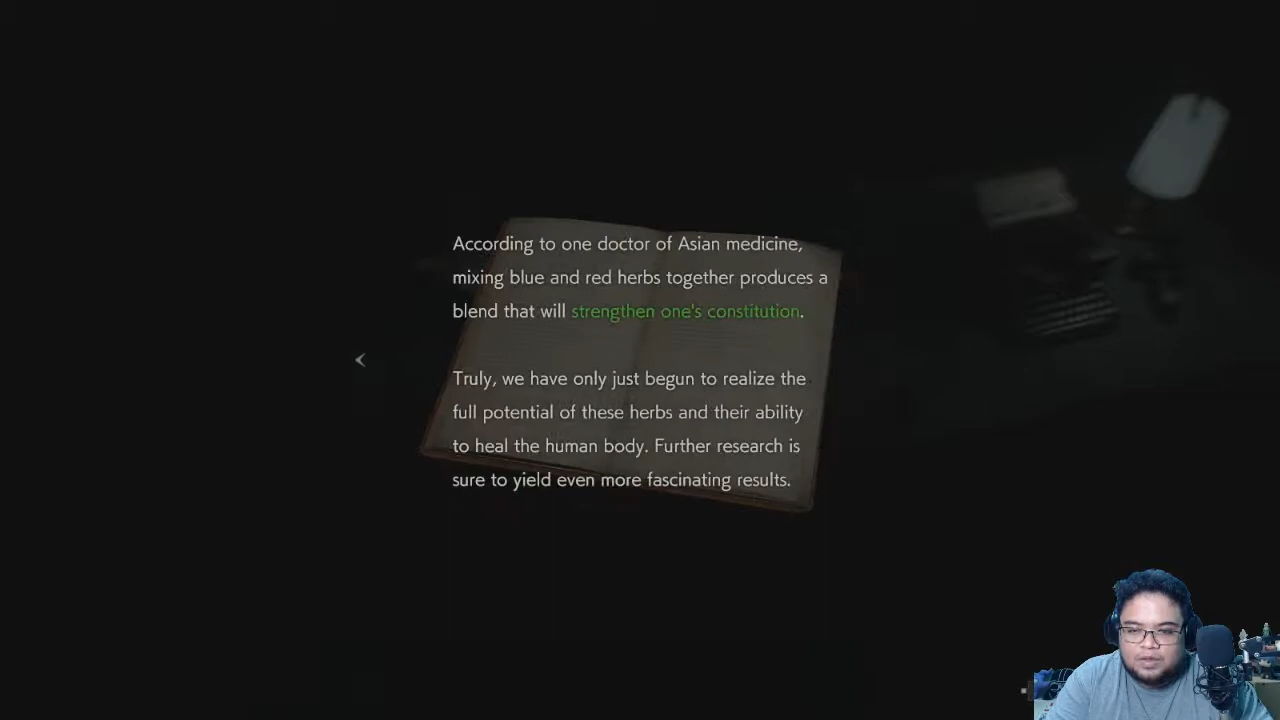 According to one doctor of Asian medicine,
mixing blue and red herbs together produces a
blend that will strengthen one's constitution.
Truly, we have only just begun to realize the
full potential of these herbs and their ability
to heal the human body. Further research is
sure to yield even more fascinating results.